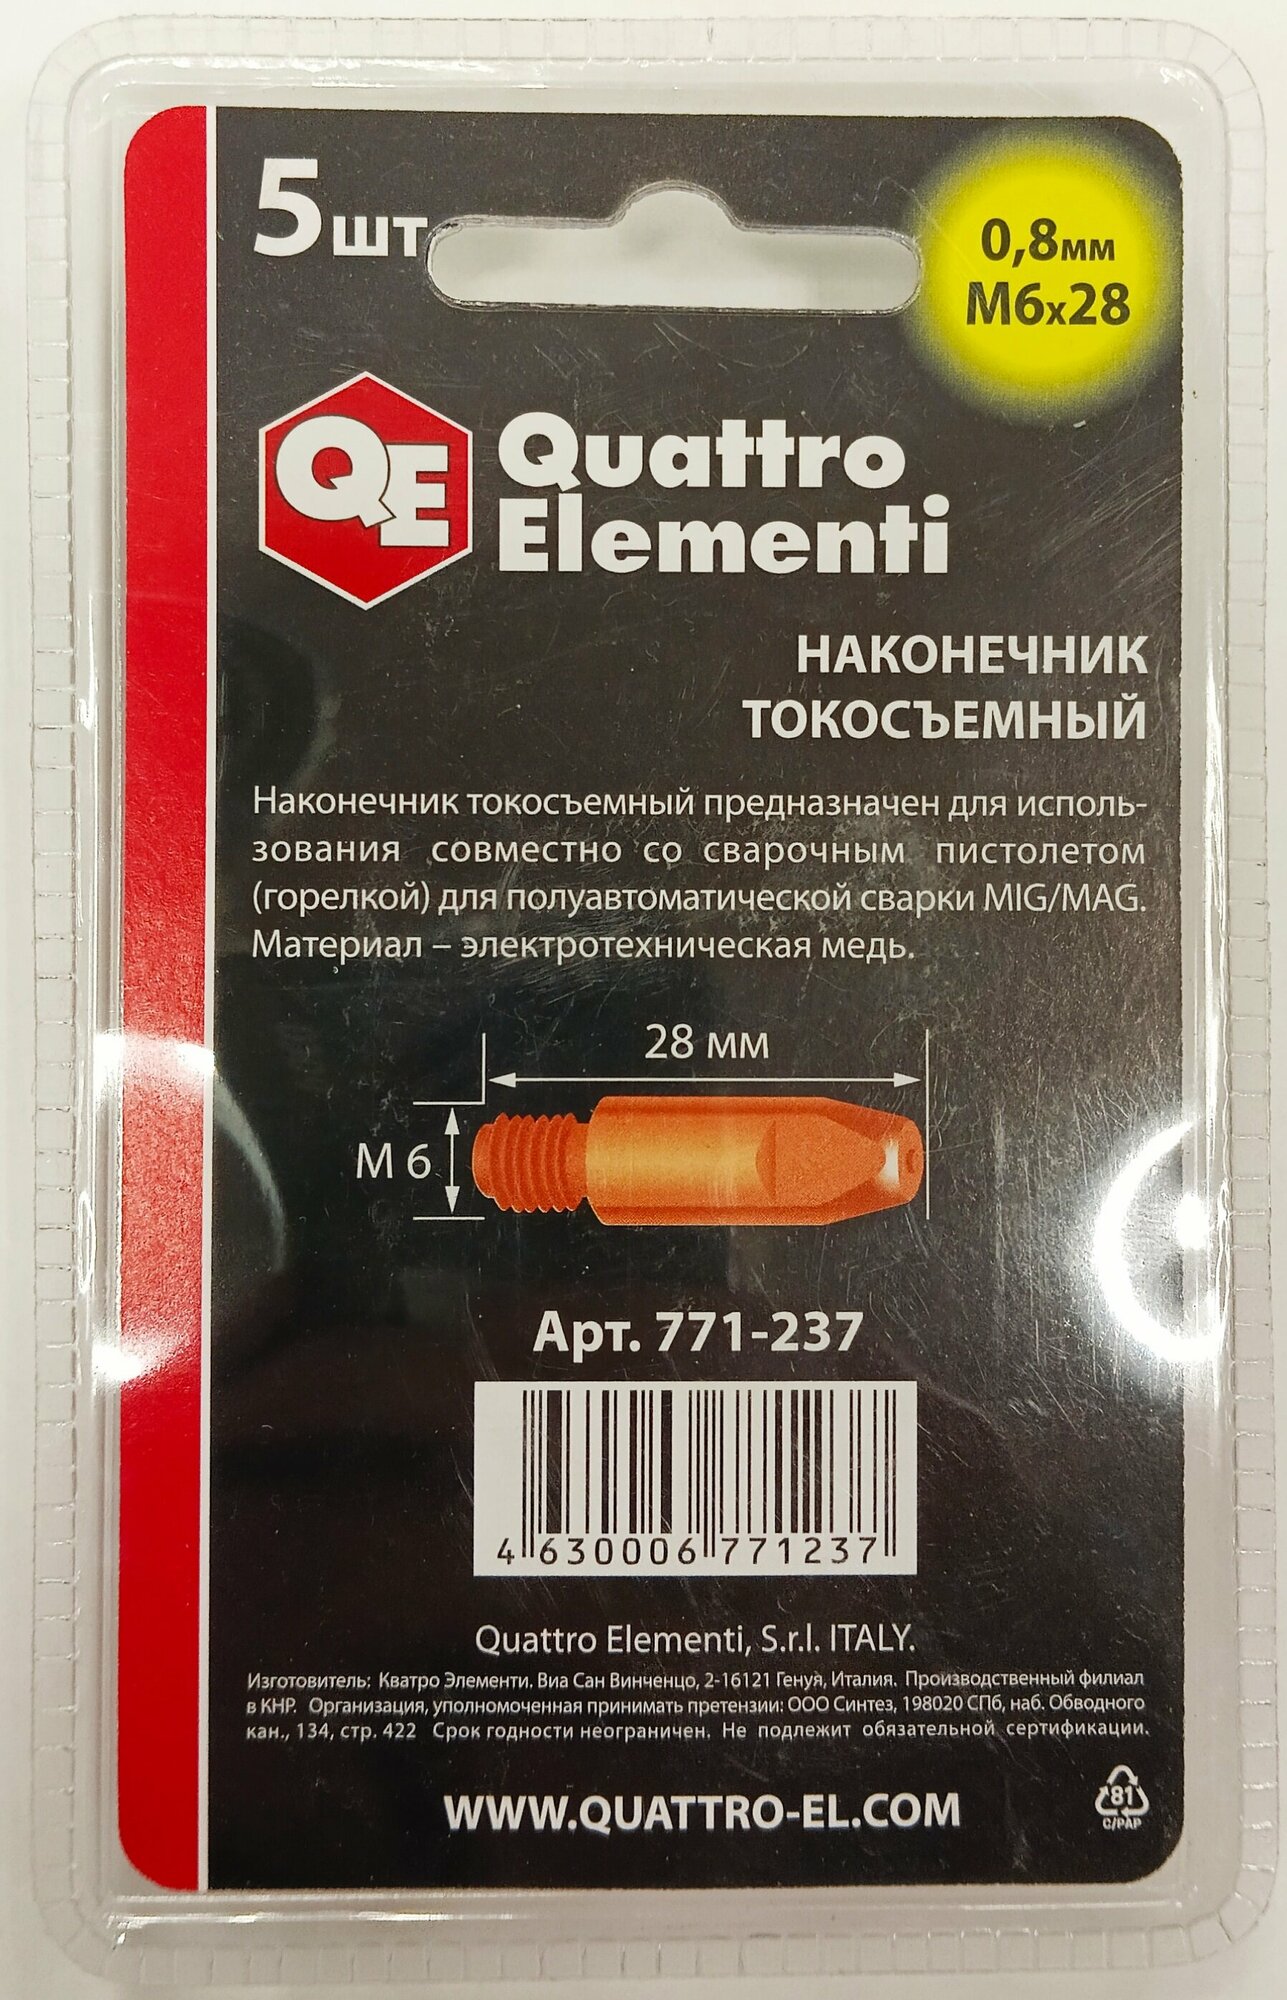 5 шт
0,8мм
М6х28
QE
Quattro
Elementi
НАКОНЕЧНИК
ТОКОСЪЕМНЫЙ
Наконечник токосъемный предназначен для исполь-
зования совместно со сварочным пистолетом
(горелкой) для полуавтоматической сварки MIG/MAG.
Материал – электротехническая медь.
28 мм
М 6
Арт. 771-237
4 630006 771237
Quattro Elementi, S.r.l. ITALY.
Изготовитель: Кватро Элементи. Виа Сан Винченцо, 2-16121 Генуя, Италия. Производственный филиал
в КНР. Организация, уполномоченная принимать претензии: ООО Синтез, 198020 СПб, наб. Обводного
кан., 134, стр. 422 Срок годности неограничен. Не подлежит обязательной сертификации.
WWW.QUATTRO-EL.COM
81
C/PAP